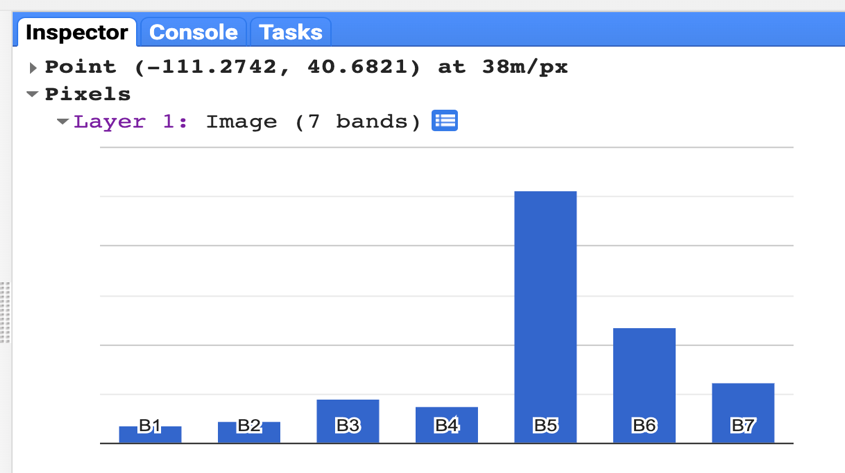 Inspector Console Tasks
Point (-111.2742, 40.6821) at 38m/px
Pixels
Layer 1: Image (7 bands)
B1 B2 B3 B4 B5 B6 B7